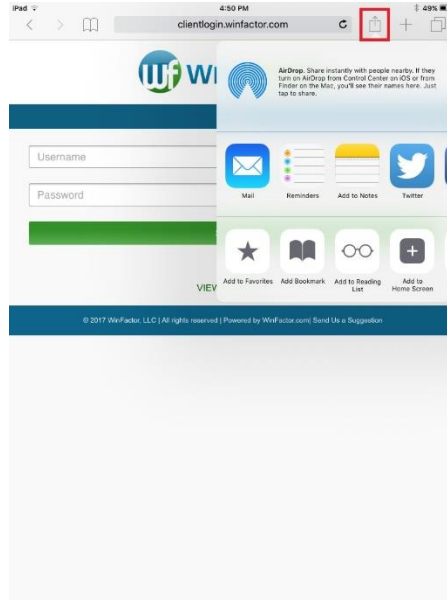 iPad
4:50 PM
49%
clientlogin.winfactor.com
wf WI
AirDrop. Share instantly with people nearby. If they
turn on AirDrop from Control Center on iOS or from
Finder on the Mac, you'll see their names here. Just
tap to share.
Username
Password
Mail
Reminders
Add to Notes
Twitter
Add to Favorites
Add Bookmark
Add to Reading
List
Add to
Home Screen
VIEW
© 2017 WinFactor, LLC | All rights reserved | Powered by WinFactor.com| Send Us a Suggestion